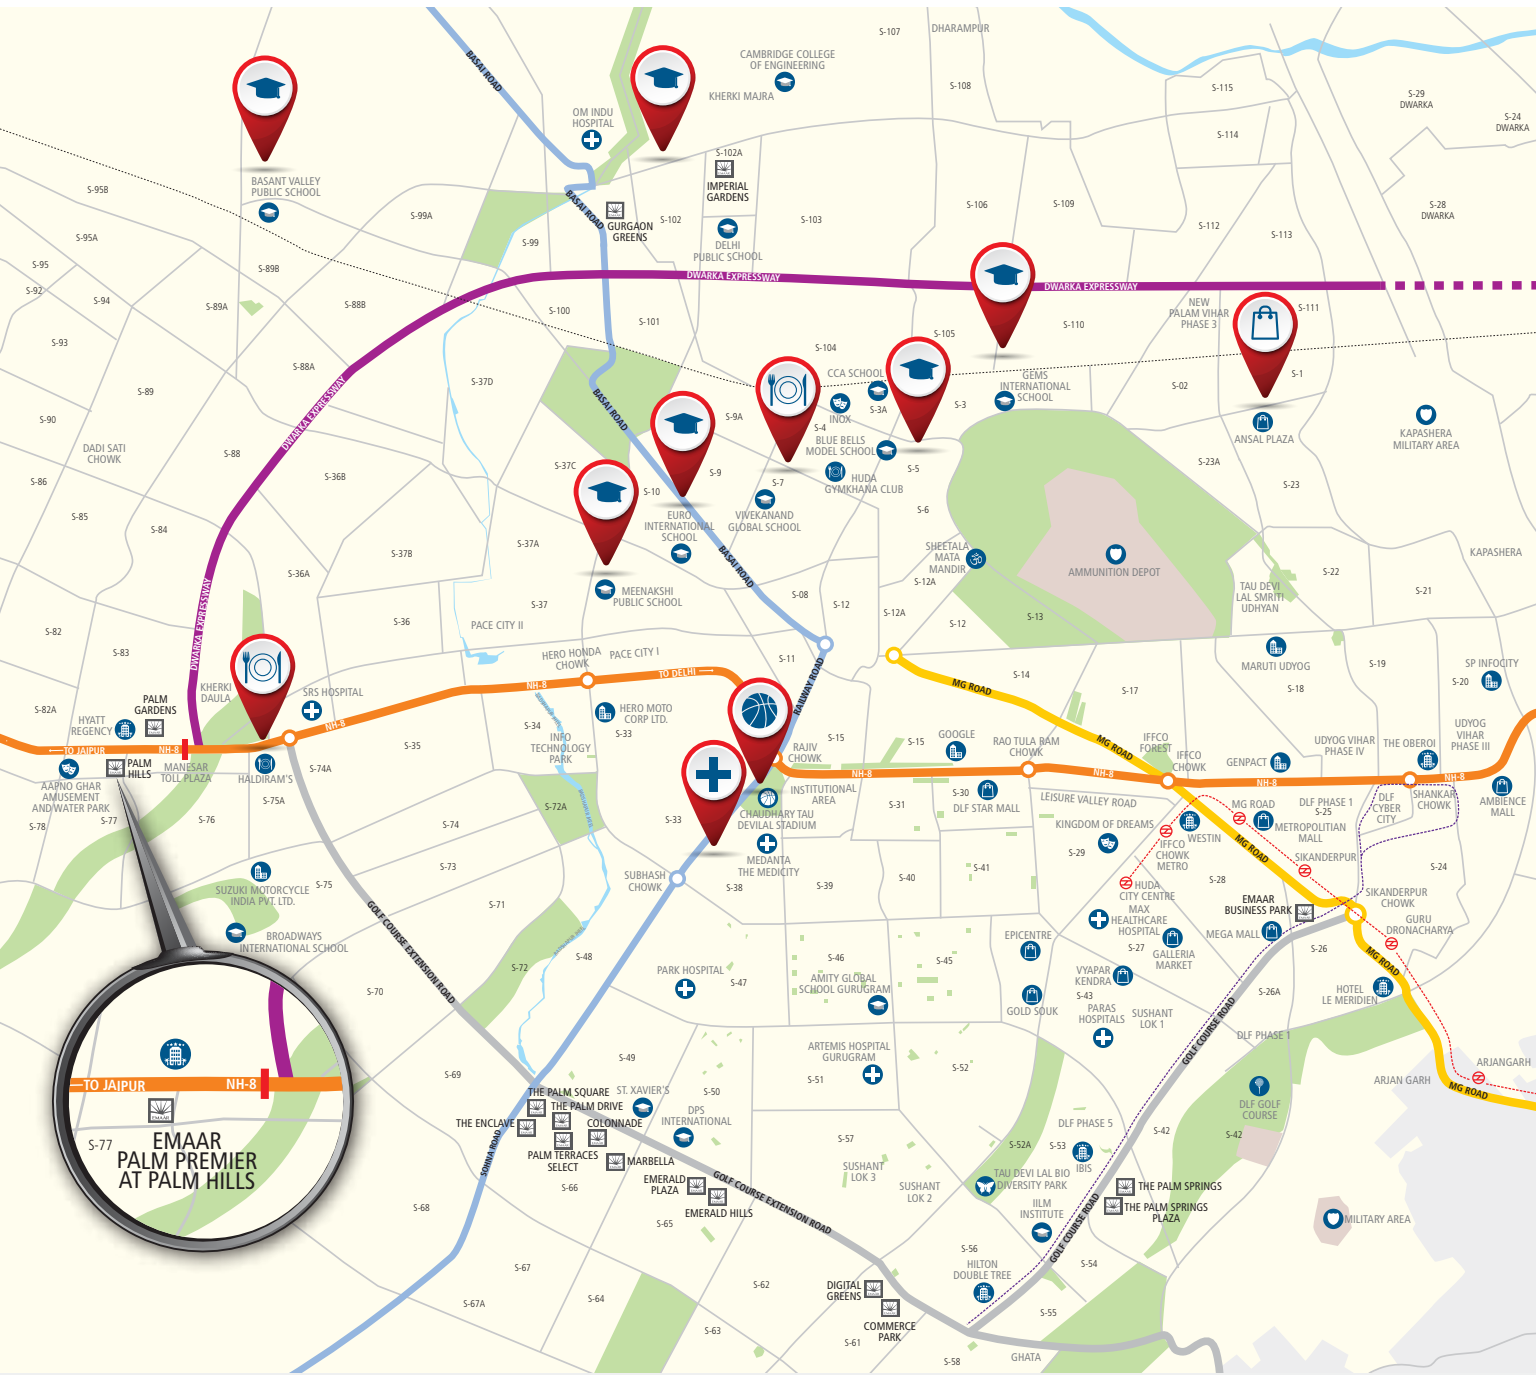 S-107
DHARAMPUR
BASAI ROAD
CAMBRIDGE COLLEGE
OF ENGINEERING
KHERKI MAJRA
S-108
S-115
S-29
DWARKA
S-24
DWARKA
S-114
OM INDU
HOSPITAL
S-102A
IMPERIAL
GARDENS
BASANT VALLEY
PUBLIC SCHOOL
S-95B
S-99A
BASAI ROAD
GURGAON
GREENS
S-102
S-103
S-106
S-109
S-112
S-113
S-28
DWARKA
S-95A
S-99
DELHI
PUBLIC SCHOOL
S-95
S-89B
S-92
S-94
S-89A
S-88B
DWARKA EXPRESSWAY
DWARKA EXPRESSWAY
S-100
S-101
NEW
PALAM VIHAR
PHASE 3
S-111
S-110
S-105
S-104
S-93
S-88A
S-37D
S-89
CCA SCHOOL
GEMS
INTERNATIONAL
SCHOOL
S-02
S-1
S-3A
S-3
INOX
S-9A
S-4
BASAI ROAD
S-90
DWARKA EXPRESSWAY
DADI SATI
CHOWK
S-88
BLUE BELLS
MODEL SCHOOL
ANSAL PLAZA
KAPASHERA
MILITARY AREA
S-86
S-36B
S-37C
S-10
S-9
S-7
HUDA
GYMKHANA CLUB
S-5
S-23A
S-23
S-85
S-84
EURO
INTERNATIONAL
SCHOOL
VIVEKANAND
GLOBAL SCHOOL
S-6
S-37B
S-37A
BASAI ROAD
SHEETALA
MATA
MANDIR
AMMUNITION DEPOT
KAPASHERA
S-36A
S-12A
S-22
S-21
MEENAKSHI
PUBLIC SCHOOL
S-08
S-12
S-12A
TAU DEVI
LAL SMRITI
UDHYAN
S-37
S-36
PACE CITY II
S-12
S-13
S-82
S-83
DWARKA EXPRESSWAY
HERO HONDA
CHOWK
PACE CITY I
S-11
MARUTI UDYOG
S-19
SP INFOCITY
KHERKI
DAULA
SRS HOSPITAL
NH-8
TO DELHI
RAILWAY ROAD
MG ROAD
S-14
S-17
S-18
S-20
S-82A
PALM
GARDENS
HYATT
REGENCY
NH-8
S-34
HERO MOTO
CORP LTD.
S-33
UDYOG
VIHAR
PHASE III
TO JAIPUR
NH-8
PALM
HILLS
MANESAR
TOLL PLAZA
HALDIRAM'S
S-74A
S-35
INFO
TECHNOLOGY
PARK
RAJIV
CHOWK
S-15
S-15
GOOGLE
RAO TULA RAM
CHOWK
MG ROAD
IFFCO
FOREST
IFFCO
CHOWK
UDYOG VIHAR
PHASE IV
THE OBEROI
GENPACT
NH-8
NH-8
NH-8
NH-8
AAPNO GHAR
AMUSEMENT
AND WATER PARK
S-75A
S-72A
INSTITUTIONAL
AREA
S-31
S-30
DLF STAR MALL
LEISURE VALLEY ROAD
MG ROAD
DLF PHASE 1
S-25
DLF
CYBER
CITY
SHANKAR
CHOWK
AMBIENCE
MALL
S-78
S-77
S-76
S-74
S-33
CHAUDHARY TAU
DEVILAL STADIUM
KINGDOM OF DREAMS
WESTIN
METROPOLITAN
MALL
MG ROAD
S-29
IFFCO
CHOWK
METRO
SIKANDERPUR
S-24
S-73
MEDANTA
THE MEDICITY
SUBHASH
CHOWK
S-41
S-40
S-39
S-38
HUDA
CITY CENTRE
S-28
SUZUKI MOTORCYCLE
INDIA PVT. LTD.
S-75
S-71
GOLF COURSE EXTENSION ROAD
MAX
HEALTHCARE
HOSPITAL
EMAAR
BUSINESS PARK
SIKANDERPUR
CHOWK
GURU
DRONACHARYA
BROADWAYS
INTERNATIONAL SCHOOL
EPICENTRE
S-27
GALLERIA
MARKET
MEGA MALL
S-26
MG ROAD
S-72
S-48
S-46
S-45
PARK HOSPITAL
S-47
AMITY GLOBAL
SCHOOL GURUGRAM
VYAPAR
KENDRA
S-43
S-26A
HOTEL
LE MERIDIEN
S-70
GOLD SOUK
PARAS
HOSPITALS
SUSHANT
LOK 1
GOLF COURSE ROAD
DLF PHASE 1
S-49
ARTEMIS HOSPITAL
GURUGRAM
S-51
S-52
ARJANGARH
S-69
ARJAN GARH
MG ROAD
TO JAIPUR
NH-8
THE PALM SQUARE
ST. XAVIER'S
S-50
THE PALM DRIVE
DPS
INTERNATIONAL
THE ENCLAVE
COLONNADE
DLF GOLF
COURSE
DLF PHASE 5
S-42
S-42
EMAAR
S-77
EMAAR
PALM PREMIER
AT PALM HILLS
SOHNA ROAD
PALM TERRACES
SELECT
MARBELLA
S-57
S-52A
S-53
IBIS
S-66
EMERALD
PLAZA
EMERALD HILLS
GOLF COURSE EXTENSION ROAD
SUSHANT
LOK 3
SUSHANT
LOK 2
TAU DEVI LAL BIO
DIVERSITY PARK
THE PALM SPRINGS
THE PALM SPRINGS
PLAZA
IILM
INSTITUTE
GOLF COURSE ROAD
MILITARY AREA
S-68
S-65
S-56
HILTON
DOUBLE TREE
S-54
S-67
S-62
DIGITAL
GREENS
S-67A
S-64
S-63
COMMERCE
PARK
S-61
S-55
S-58
GHATA